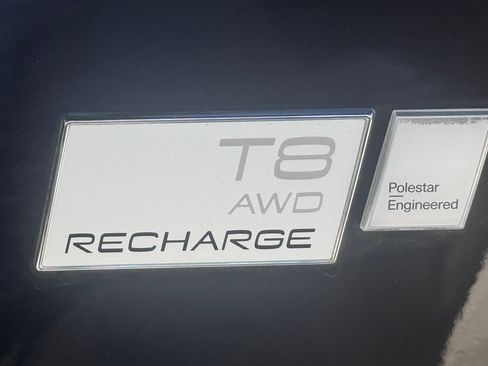 T8
AWD
RECHARGE
Polestar
Engineered